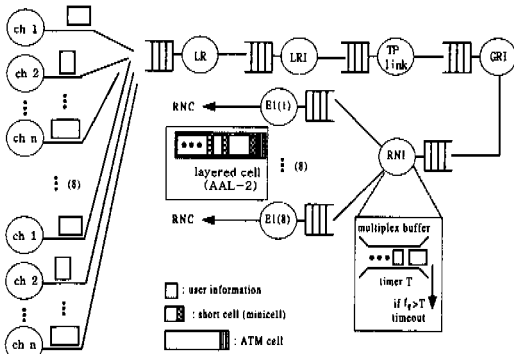 ch 1
ch 2
ch n
(8)
ch 1
ch 2
ch n
LR
LRI
TP
link
GRI
RNC
E1(1)
layered cell
(AAL-2)
(8)
RNC
E1(8)
RNI
multiplex buffer
timer T
if fᵣ>T
timeout
: user information
: short cell (minicell)
: ATM cell